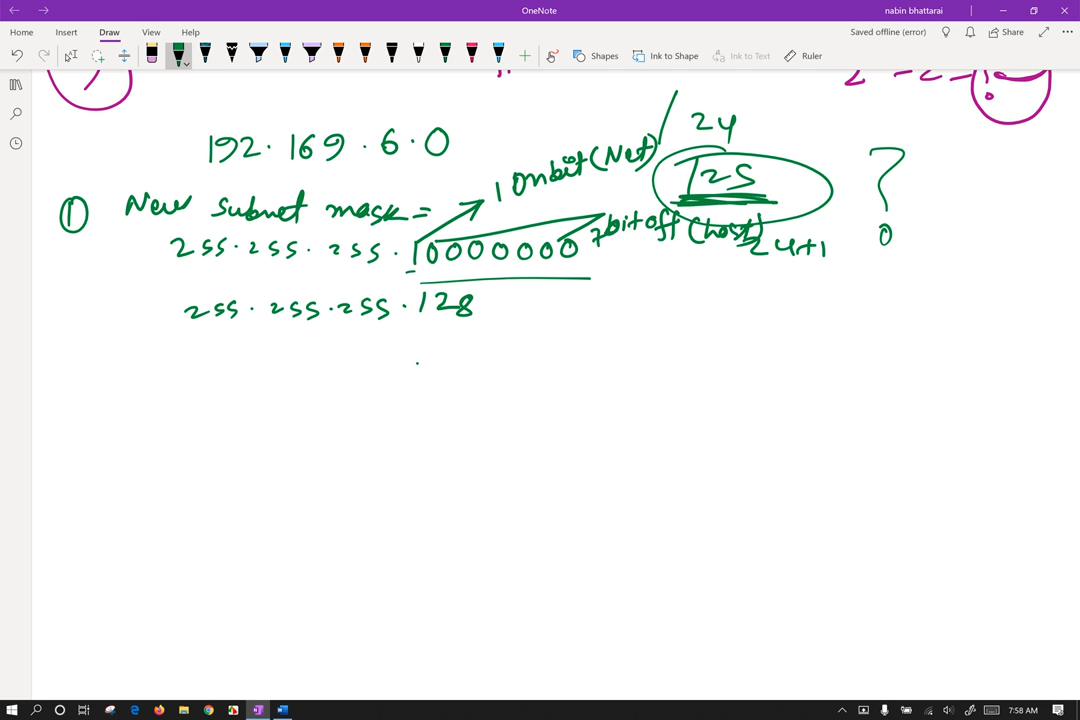 OneNote
nabin bhattarai
Home Insert Draw View Help
Saved offline (error)
Share
Shapes
Ink to Shape
Ink to Text
Ruler
192.169.6.0
/
24
/25
?
1 On bit (Net)
① New subnet mask =
255.255.255.10000000
7 bit off (host)
24+1
255.255.255.128
7:58 AM